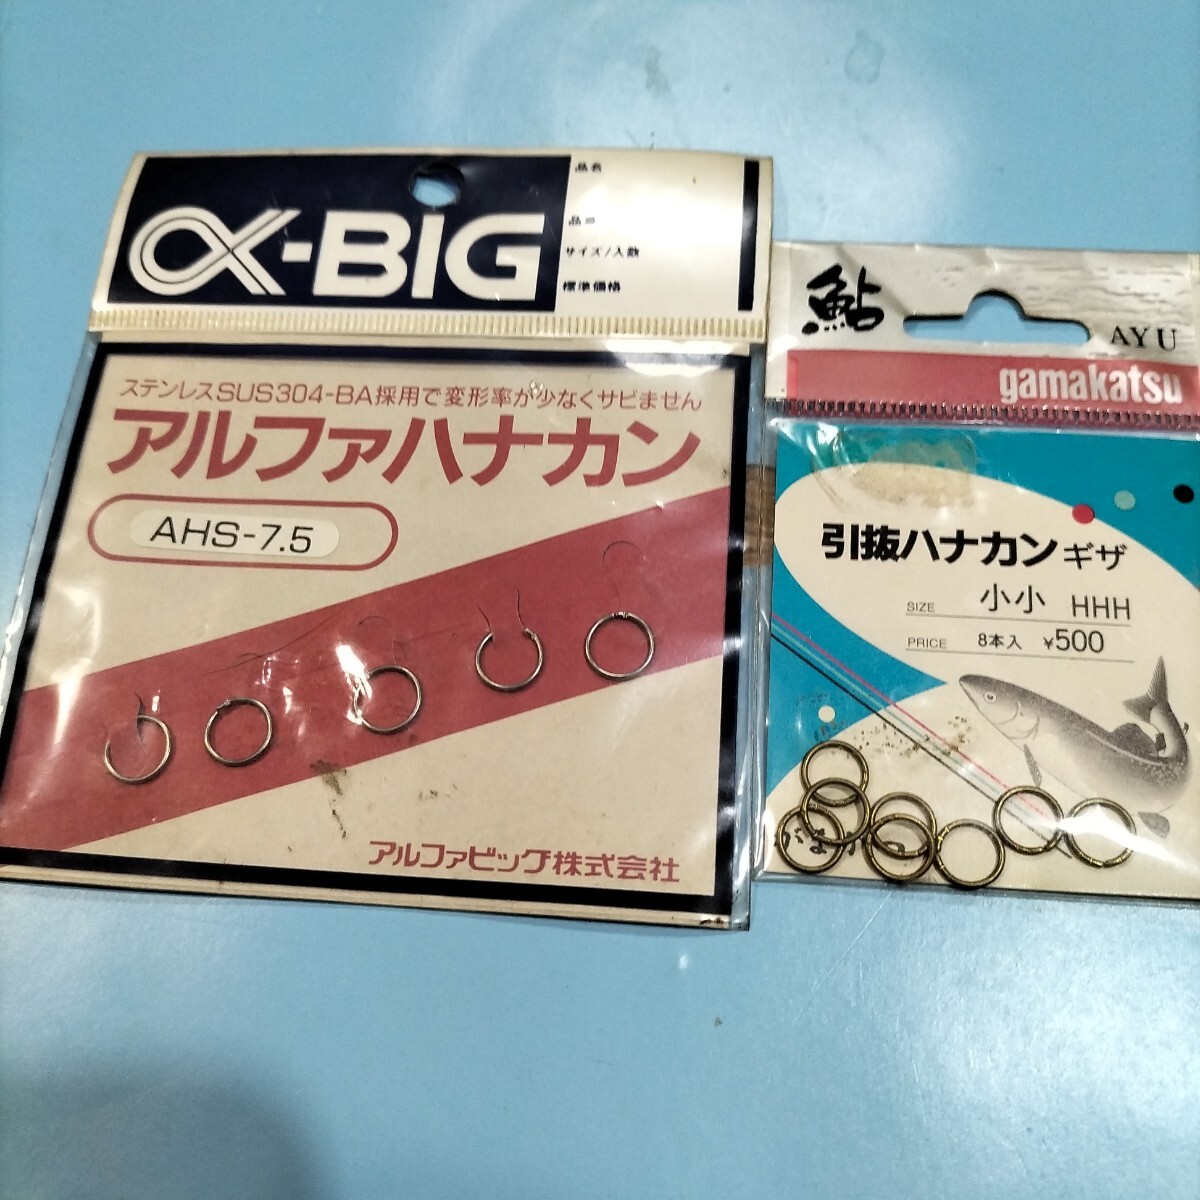 α-BIG
品名
品番
サイズ/入数
標準価格
ステンレスSUS304-BA採用で変形率が少なくサビません
アルファハナカン
AHS-7.5
アルファビッグ株式会社
鮎
AYU
gamakatsu
引抜ハナカン ギザ
SIZE 小小 HHH
PRICE 8本入 ¥500